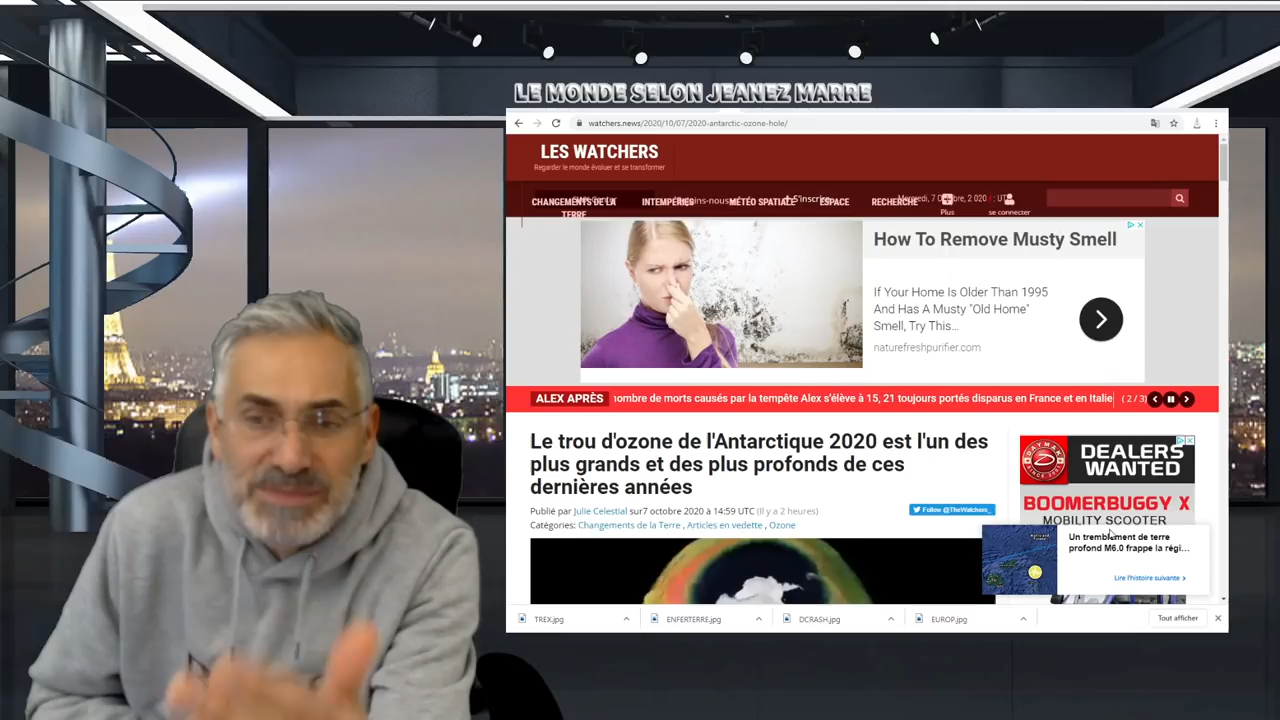 LE MONDE SELON JEANEZ MARRE
watchers.news/2020/10/07/2020-antarctic-ozone-hole/
LES WATCHERS
Regarder le monde évoluer et se transformer
CHANGEMENTS DE LA TERRE
INTEMPÉRIES
MÉTÉO SPATIALE
ESPACE
RECHERCHE
Plus
se connecter
How To Remove Musty Smell
If Your Home Is Older Than 1995
And Has A Musty "Old Home"
Smell, Try This...
naturefreshpurifier.com
ALEX APRÈS
ombre de morts causés par la tempête Alex s'élève à 15, 21 toujours portés disparus en France et en Italie
( 2 / 3)
Le trou d'ozone de l'Antarctique 2020 est l'un des
plus grands et des plus profonds de ces
dernières années
Publié par Julie Celestial sur7 octobre 2020 à 14:59 UTC (Il y a 2 heures)
Follow @TheWatchers_
Catégories: Changements de la Terre , Articles en vedette , Ozone
DAYMAK
DEALERS
WANTED
BOOMERBUGGY X
MOBILITY SCOOTER
Un tremblement de terre
profond M6.0 frappe la régi...
Lire l'histoire suivante
TREX.jpg
ENFERTERRE.jpg
DCRASH.jpg
EUROP.jpg
Tout afficher